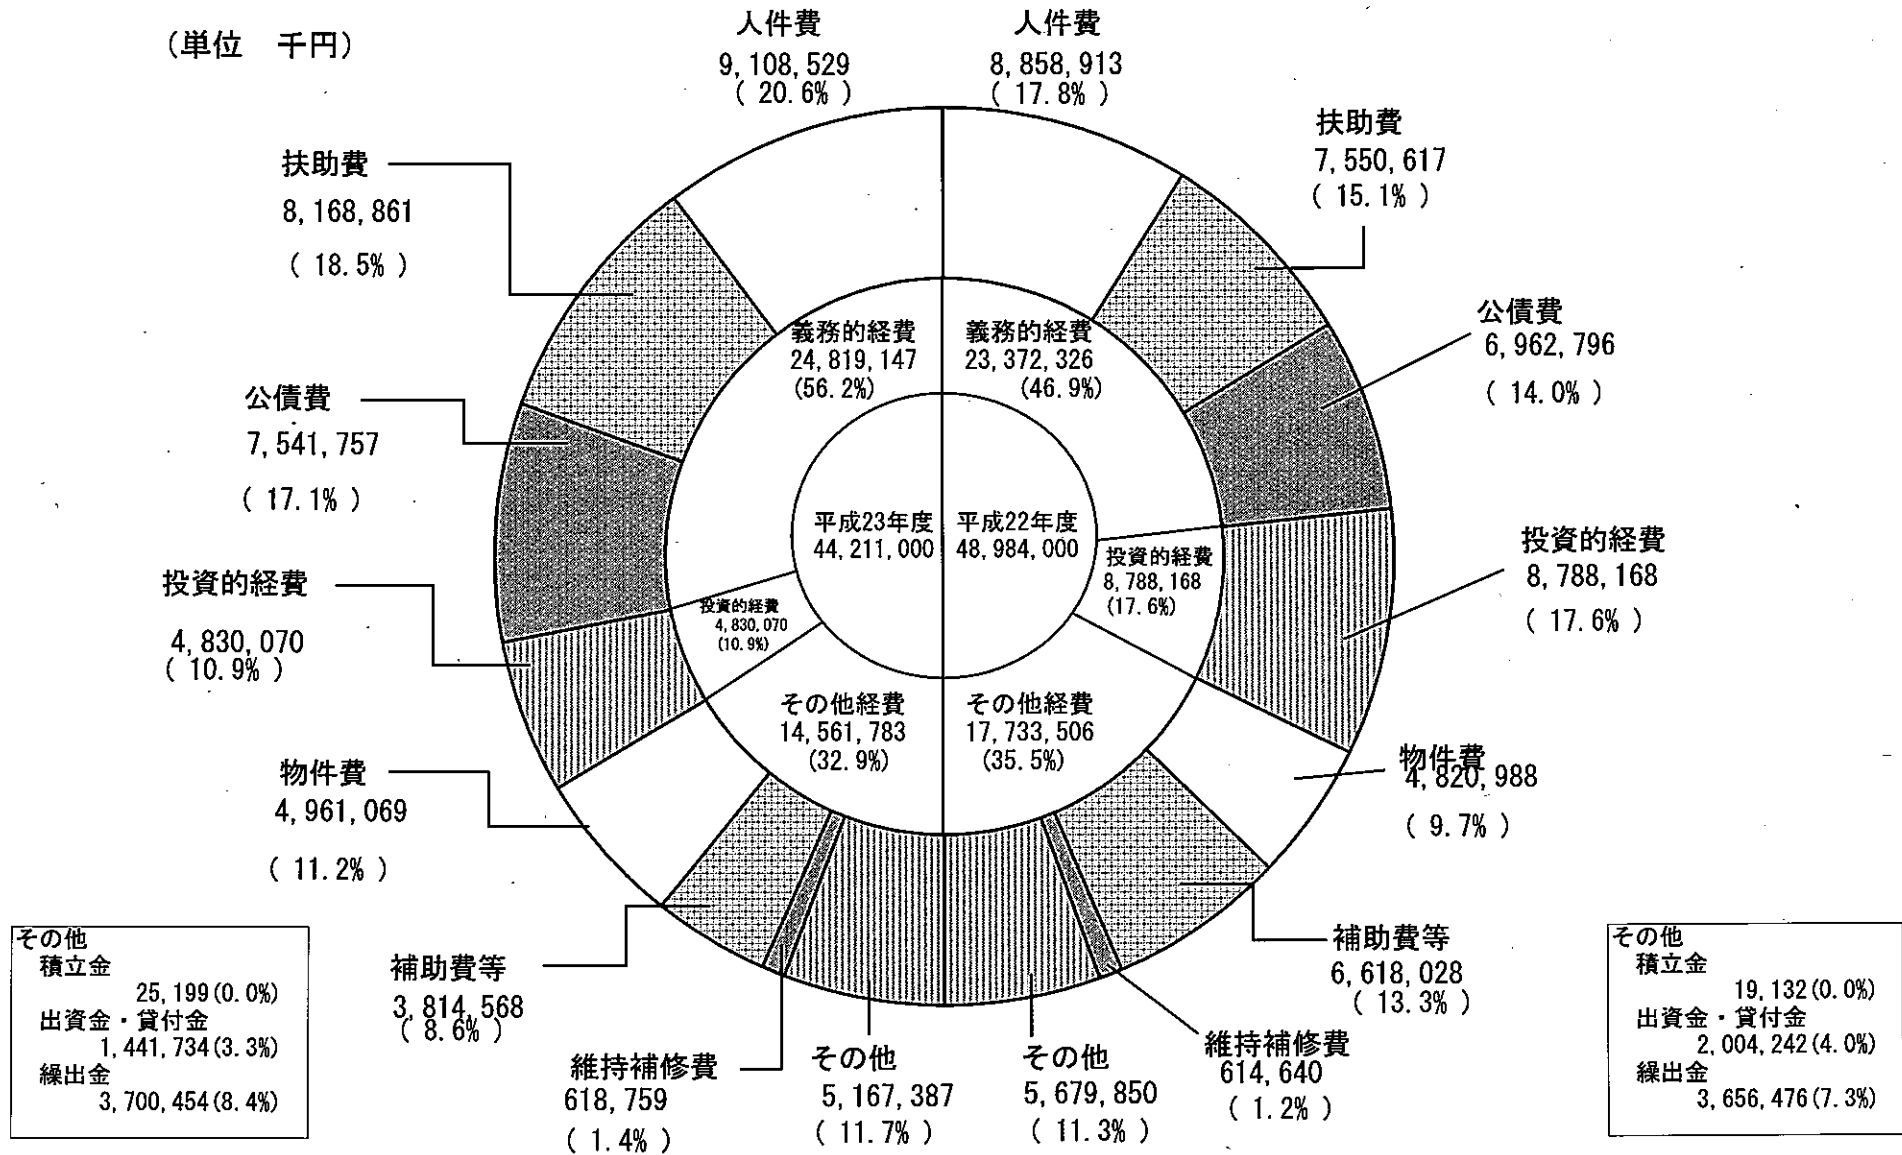 (単位 千円)
人件費
9,108,529
( 20.6% )
人件費
8,858,913
( 17.8% )
扶助費
8,168,861
( 18.5% )
扶助費
7,550,617
( 15.1% )
公債費
7,541,757
( 17.1% )
公債費
6,962,796
( 14.0% )
義務的経費
24,819,147
(56.2%)
義務的経費
23,372,326
(46.9%)
平成23年度
44,211,000
平成22年度
48,984,000
投資的経費
4,830,070
( 10.9% )
投資的経費
4,830,070
(10.9%)
投資的経費
8,788,168
(17.6%)
投資的経費
8,788,168
( 17.6% )
その他経費
14,561,783
(32.9%)
その他経費
17,733,506
(35.5%)
物件費
4,961,069
( 11.2% )
物件費
4,820,988
( 9.7% )
補助費等
3,814,568
( 8.6% )
補助費等
6,618,028
( 13.3% )
維持補修費
618,759
( 1.4% )
その他
5,167,387
( 11.7% )
その他
5,679,850
( 11.3% )
維持補修費
614,640
( 1.2% )
その他
積立金
25,199(0.0%)
出資金・貸付金
1,441,734(3.3%)
繰出金
3,700,454(8.4%)
その他
積立金
19,132(0.0%)
出資金・貸付金
2,004,242(4.0%)
繰出金
3,656,476(7.3%)